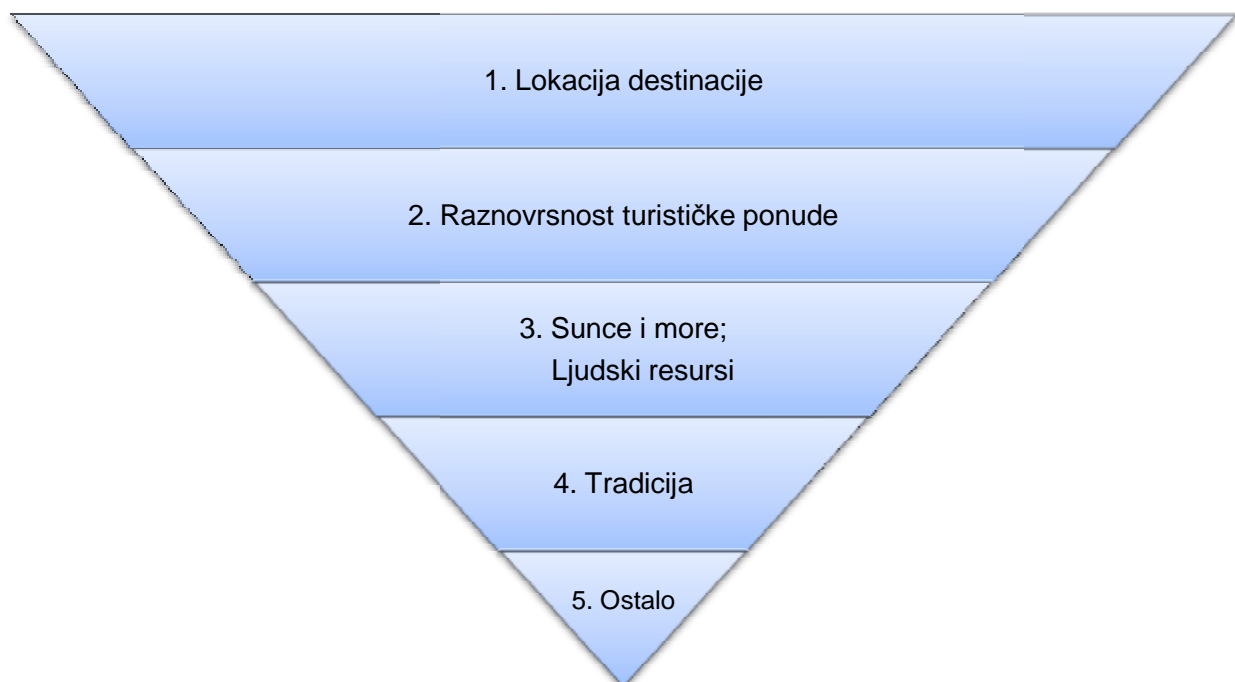 1. Lokacija destinacije
2. Raznovrsnost turističke ponude
3. Sunce i more;
Ljudski resursi
4. Tradicija
5. Ostalo